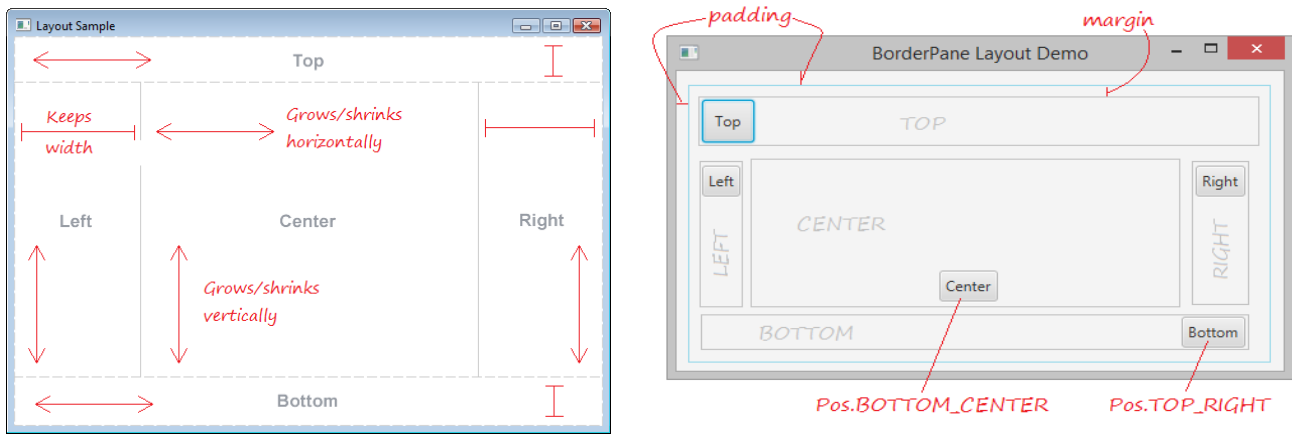 Layout Sample
Top
Keeps
width
Grows/shrinks
horizontally
Left
Center
Right
Grows/shrinks
vertically
Bottom
padding
margin
BorderPane Layout Demo
Top
TOP
Left
LEFT
CENTER
Center
Right
RIGHT
BOTTOM
Bottom
Pos.BOTTOM_CENTER
Pos.TOP_RIGHT